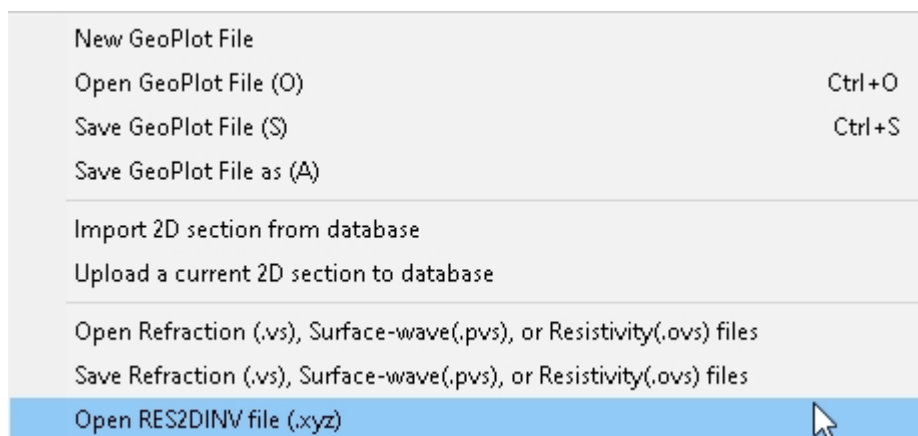 New GeoPlot File
Open GeoPlot File (O) Ctrl+O
Save GeoPlot File (S) Ctrl+S
Save GeoPlot File as (A)
Import 2D section from database
Upload a current 2D section to database
Open Refraction (.vs), Surface-wave(.pvs), or Resistivity(.ovs) files
Save Refraction (.vs), Surface-wave(.pvs), or Resistivity(.ovs) files
Open RES2DINV file (.xyz)